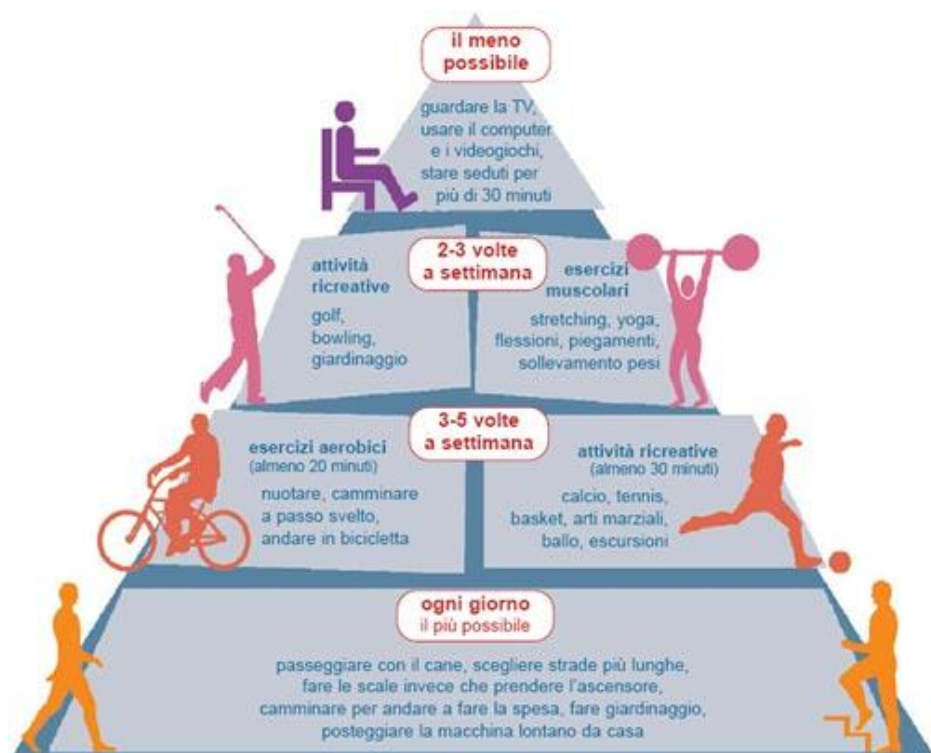 il meno
possibile
guardare la TV,
usare il computer
e i videogiochi,
stare seduti per
più di 30 minuti
2-3 volte
a settimana
attività
ricreative
golf,
bowling,
giardinaggio
esercizi
muscolari
stretching, yoga,
flessioni, piegamenti,
sollevamento pesi
3-5 volte
a settimana
esercizi aerobici
(almeno 20 minuti)
nuotare, camminare
a passo svelto,
andare in bicicletta
attività ricreative
(almeno 30 minuti)
calcio, tennis,
basket, arti marziali,
ballo, escursioni
ogni giorno
il più possibile
passeggiare con il cane, scegliere strade più lunghe,
fare le scale invece che prendere l'ascensore,
camminare per andare a fare la spesa, fare giardinaggio,
posteggiare la macchina lontano da casa